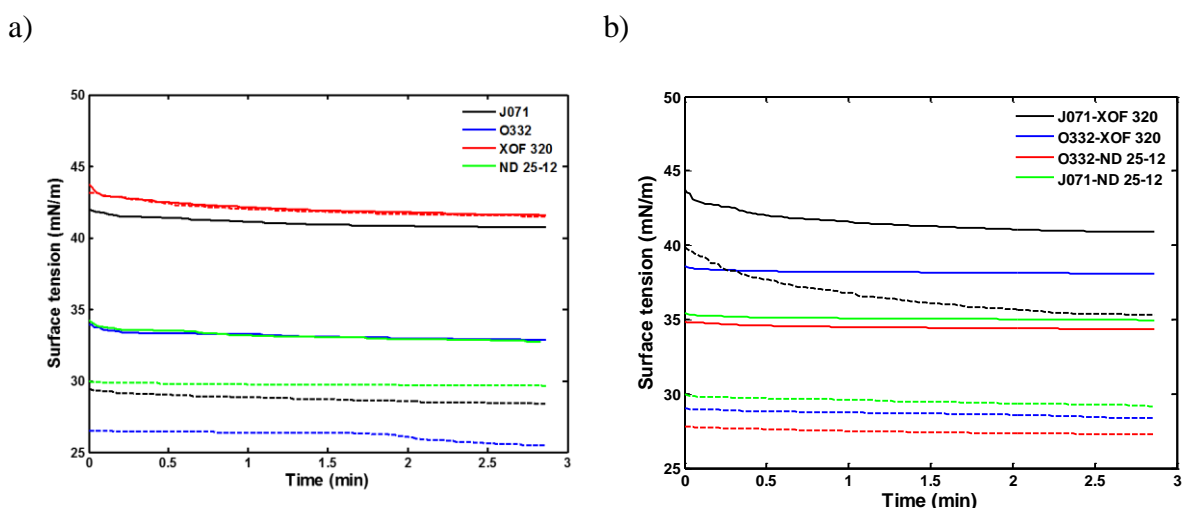 a)
b)
50
45
40
35
30
25
Surface tension (mN/m)
0 0.5 1 1.5 2 2.5 3
Time (min)
J071
O332
XOF 320
ND 25-12
50
45
40
35
30
25
Surface tension (mN/m)
0 0.5 1 1.5 2 2.5 3
Time (min)
J071-XOF 320
O332-XOF 320
O332-ND 25-12
J071-ND 25-12